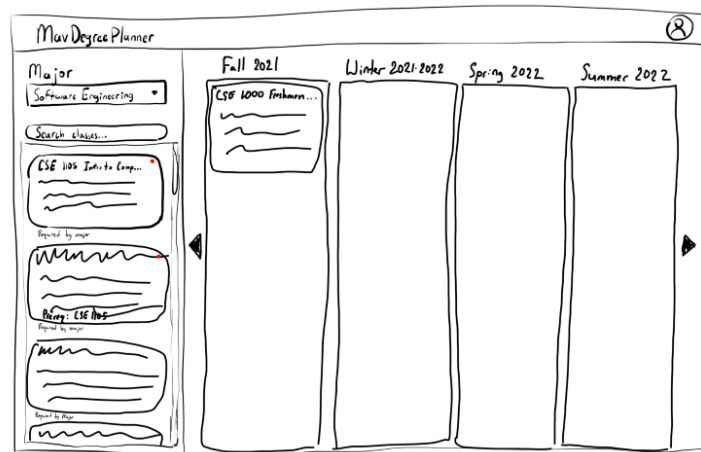 Mav Degree Planner
Major
Software Engineering
Search classes...
CSE 1105 Intro to Comp...
Required by major
Prereq: CSE 1105
Required by major
Required by Major
Fall 2021
CSE 1000 Freshmen...
Winter 2021-2022
Spring 2022
Summer 2022